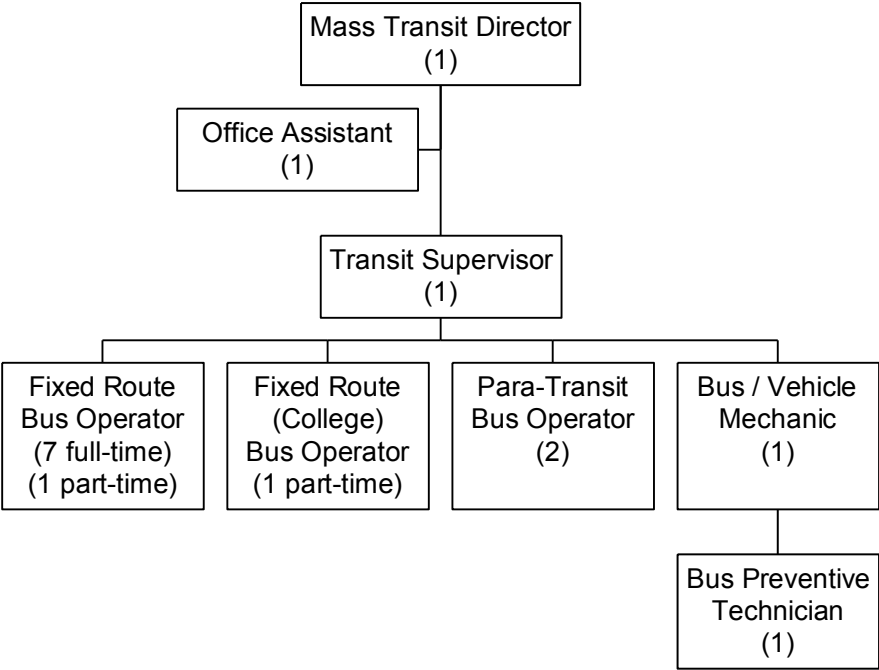 Mass Transit Director
(1)
Office Assistant
(1)
Transit Supervisor
(1)
Fixed Route
Bus Operator
(7 full-time)
(1 part-time)
Fixed Route
(College)
Bus Operator
(1 part-time)
Para-Transit
Bus Operator
(2)
Bus / Vehicle
Mechanic
(1)
Bus Preventive
Technician
(1)